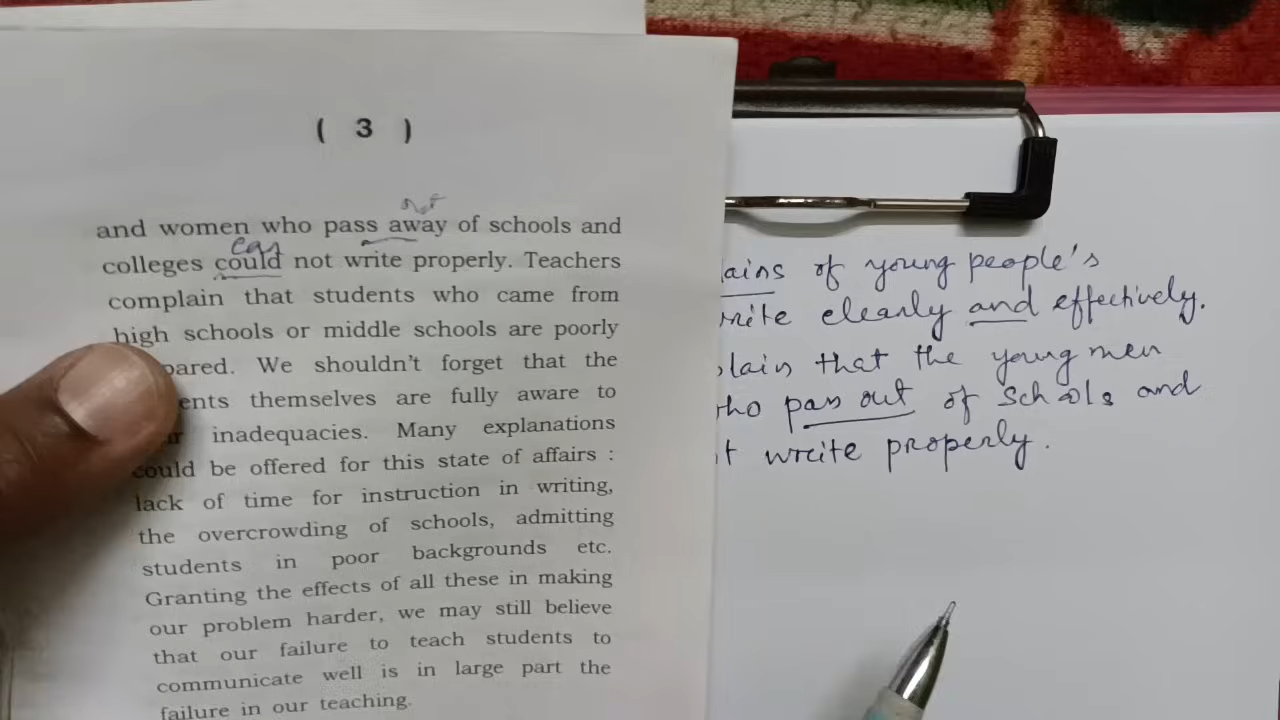 ( 3 )
out
and women who pass away of schools and
can
colleges could not write properly. Teachers
complain that students who came from
high schools or middle schools are poorly
pared. We shouldn't forget that the
ents themselves are fully aware to
inadequacies. Many explanations
could be offered for this state of affairs :
lack of time for instruction in writing,
the overcrowding of schools, admitting
students in poor backgrounds etc.
Granting the effects of all these in making
our problem harder, we may still believe
that our failure to teach students to
communicate well is in large part the
failure in our teaching.
lains of young people's
write clearly and effectively.
plain that the young men
who pass out of schools and
t write properly.